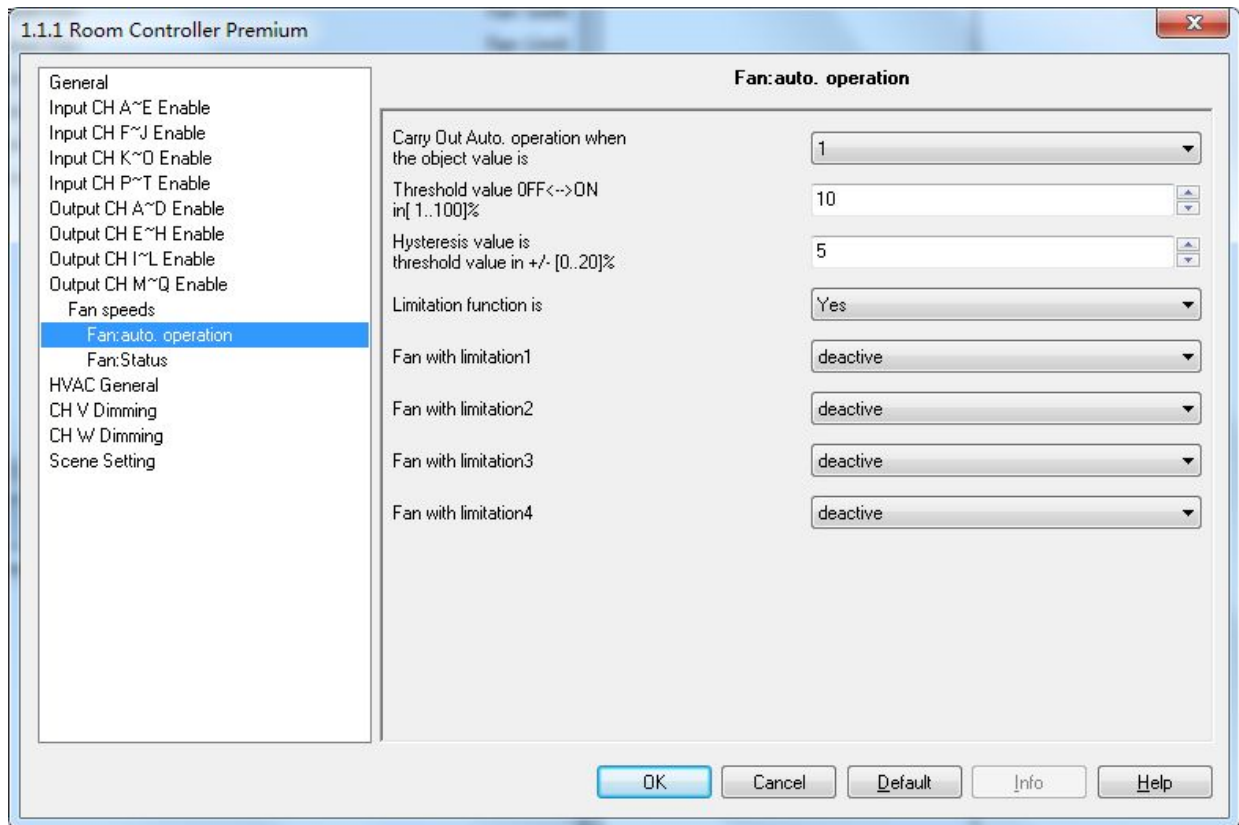 1.1.1 Room Controller Premium
General
Input CH A~E Enable
Input CH F~J Enable
Input CH K~O Enable
Input CH P~T Enable
Output CH A~D Enable
Output CH E~H Enable
Output CH I~L Enable
Output CH M~Q Enable
Fan speeds
Fan:auto. operation
Fan:Status
HVAC General
CH V Dimming
CH W Dimming
Scene Setting
Fan:auto. operation
Carry Out Auto. operation when
the object value is
1
Threshold value 0FF<-->ON
in[ 1..100]%
10
Hysteresis value is
threshold value in +/- [0..20]%
5
Limitation function is
Yes
Fan with limitation1
deactive
Fan with limitation2
deactive
Fan with limitation3
deactive
Fan with limitation4
deactive
OK
Cancel
Default
Info
Help